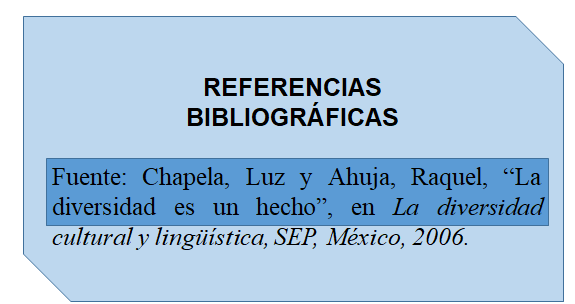 REFERENCIAS
BIBLIOGRÁFICAS
Fuente: Chapela, Luz y Ahuja, Raquel, “La
diversidad es un hecho”, en La diversidad
cultural y lingüística, SEP, México, 2006.